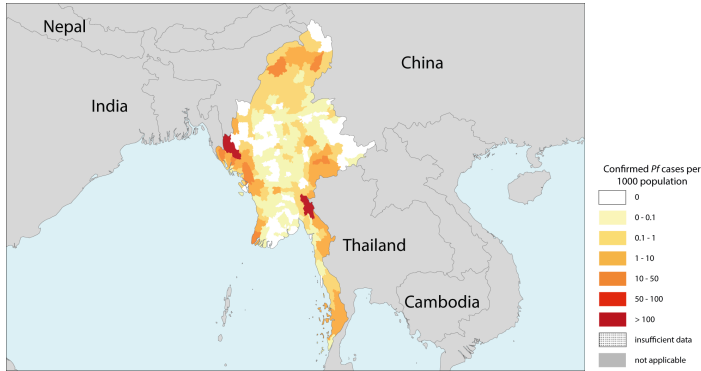 Nepal
China
India
Thailand
Cambodia
Confirmed Pf cases per
1000 population
0
0 - 0.1
0.1 - 1
1 - 10
10 - 50
50 - 100
> 100
insufficient data
not applicable